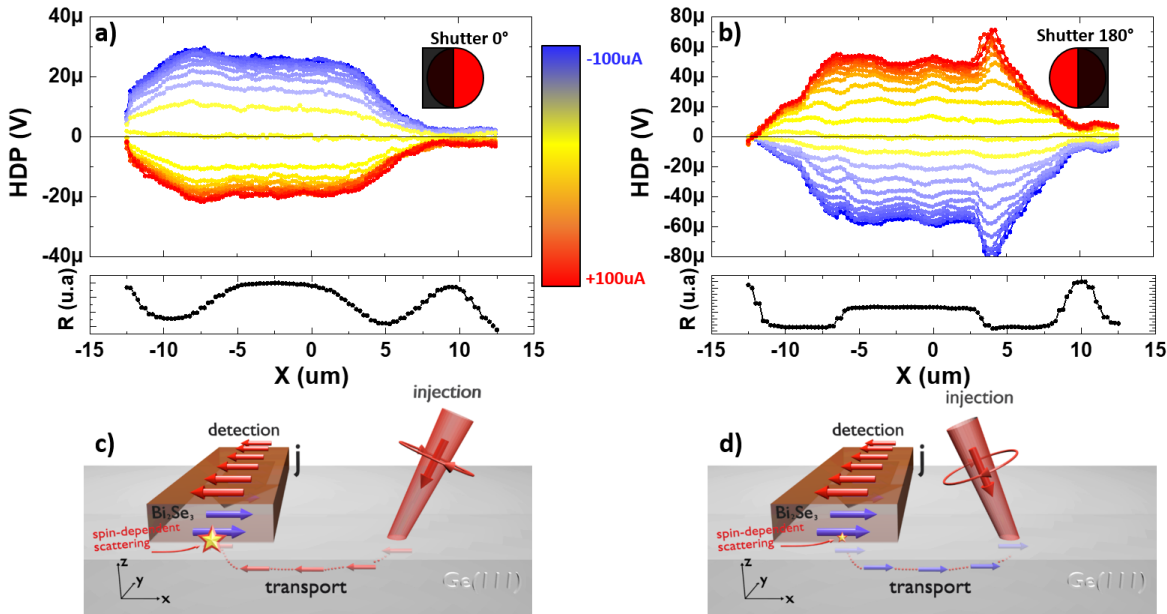 a)
Shutter 0°
40µ
20µ
0
-20µ
-40µ
HDP (V)
R (u.a)
-15 -10 -5 0 5 10 15
X (um)
-100uA
+100uA
b)
Shutter 180°
80µ
60µ
40µ
20µ
0
-20µ
-40µ
-60µ
-80µ
HDP (V)
R (u.a)
-15 -10 -5 0 5 10 15
X (um)
c)
injection
detection
j
Bi₂Se₃
spin-dependent
scattering
transport
Ge(111)
z
y
x
d)
injection
detection
j
Bi₂Se₃
spin-dependent
scattering
transport
Ge(111)
z
y
x